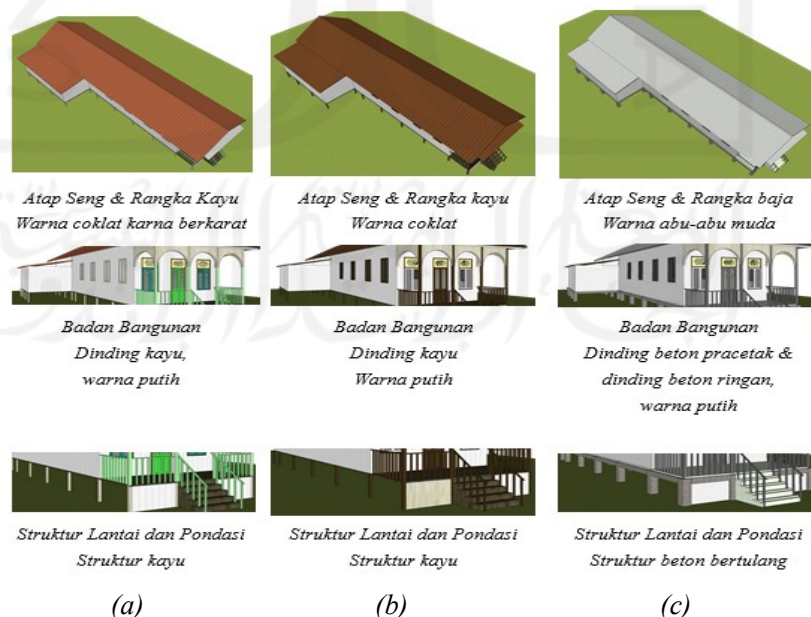 Atap Seng & Rangka Kayu
Warna coklat karna berkarat
Atap Seng & Rangka kayu
Warna coklat
Atap Seng & Rangka baja
Warna abu-abu muda
Badan Bangunan
Dinding kayu,
warna putih
Badan Bangunan
Dinding kayu
Warna putih
Badan Bangunan
Dinding beton pracetak &
dinding beton ringan,
warna putih
Struktur Lantai dan Pondasi
Struktur kayu
Struktur Lantai dan Pondasi
Struktur kayu
Struktur Lantai dan Pondasi
Struktur beton bertulang
(a)
(b)
(c)